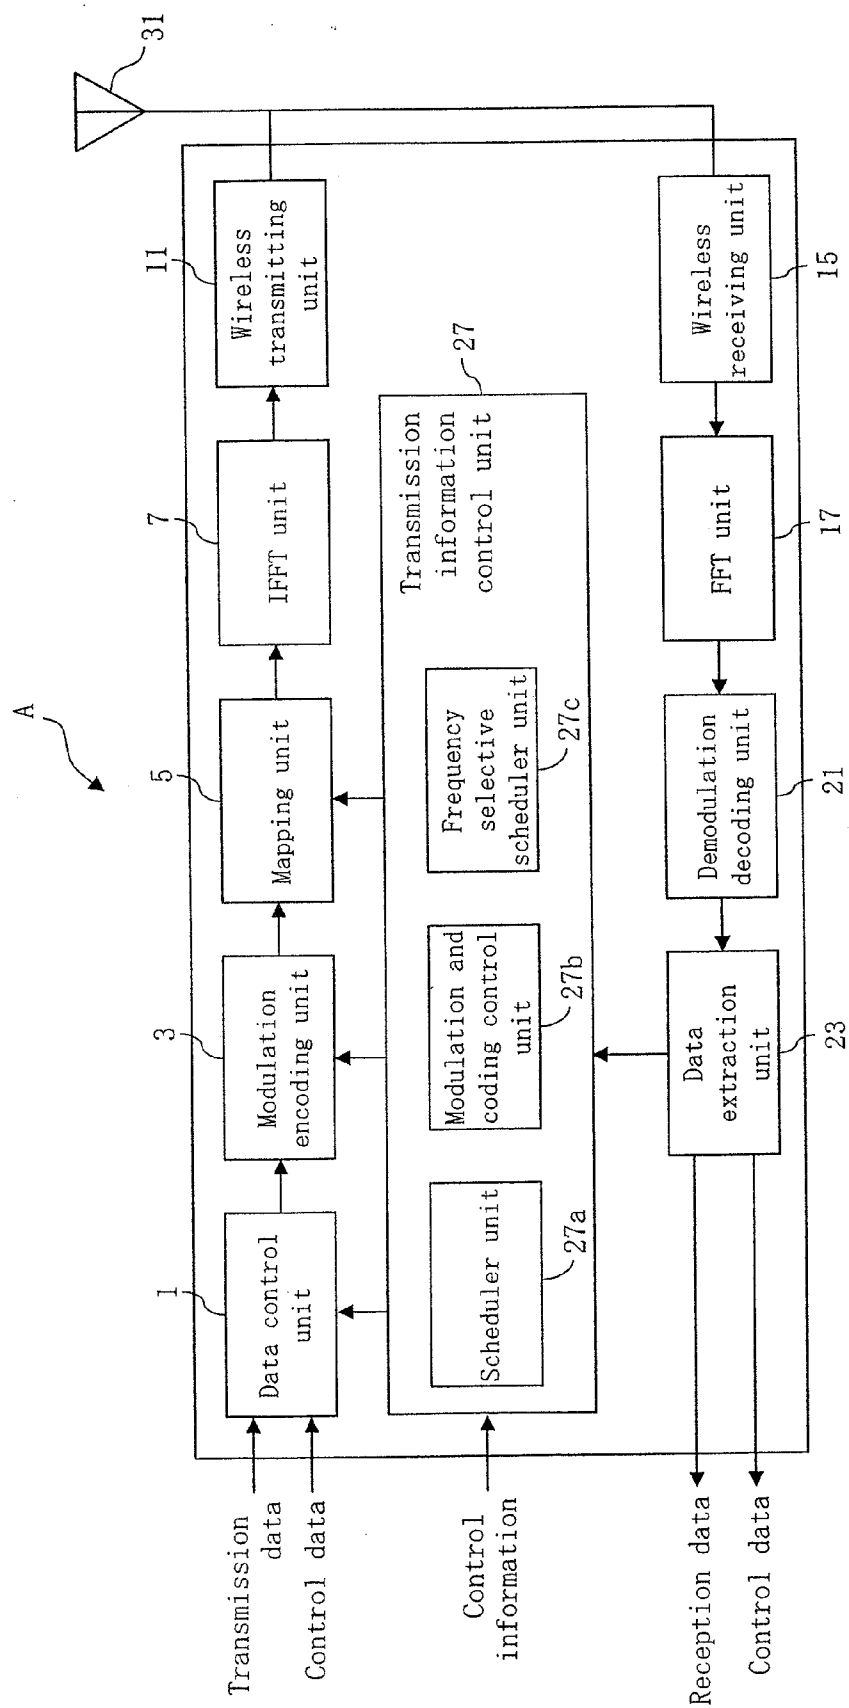 A
31
11
Wireless
transmitting
unit
7
IFFT unit
5
Mapping unit
3
Modulation
encoding unit
1
Data control
unit
Transmission
data
Control data
27
Transmission
information
control unit
Frequency
selective
scheduler unit
27c
Modulation and
coding control
unit
27b
Scheduler unit
27a
Control
information
Wireless
receiving unit
15
FFT unit
17
Demodulation
decoding unit
21
Data
extraction
unit
23
Reception data
Control data